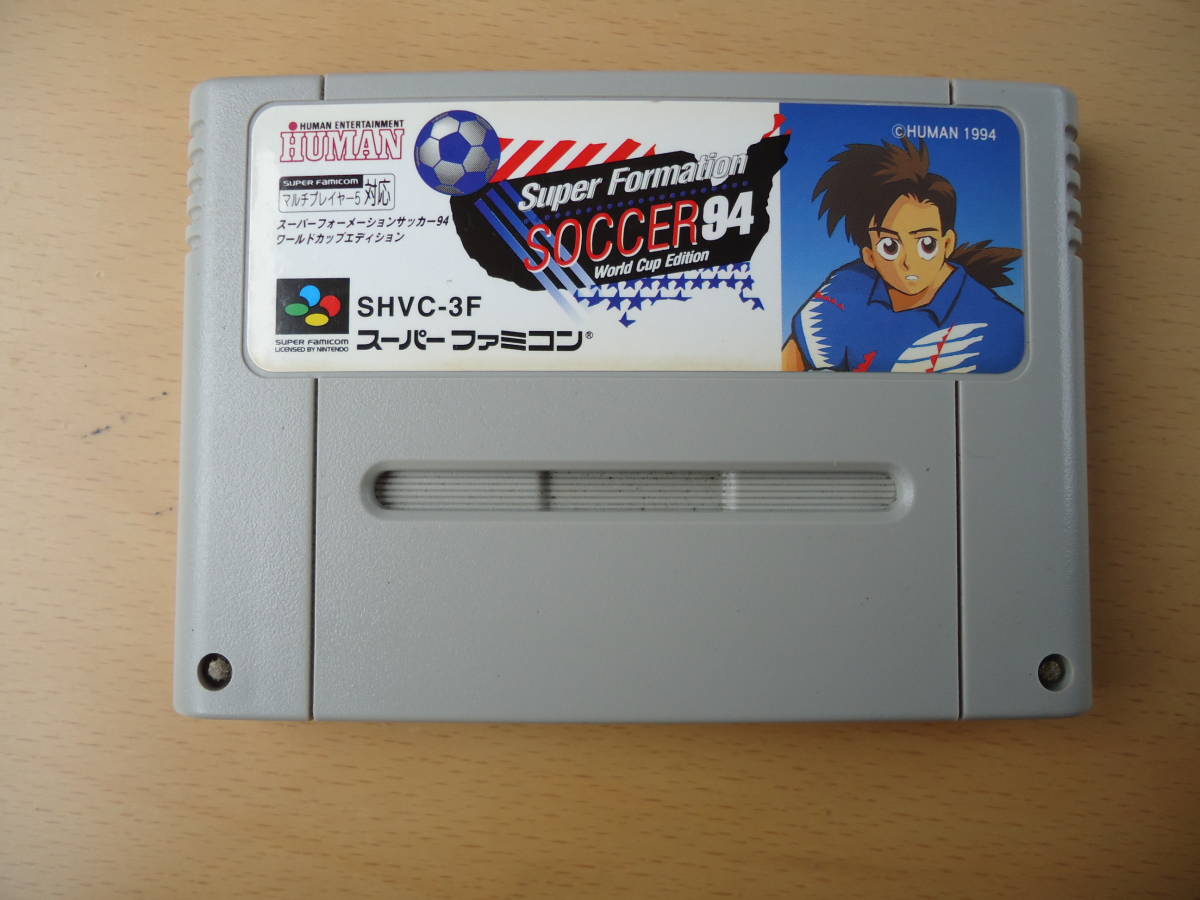 HUMAN ENTERTAINMENT
HUMAN
SUPER FAMICOM
マルチプレイヤー5 対応
スーパーフォーメーションサッカー94
ワールドカップエディション
SUPER FAMICOM
LICENSED BY NINTENDO
SHVC-3F
スーパーファミコン®
Super Formation
SOCCER 94
World Cup Edition
©HUMAN 1994